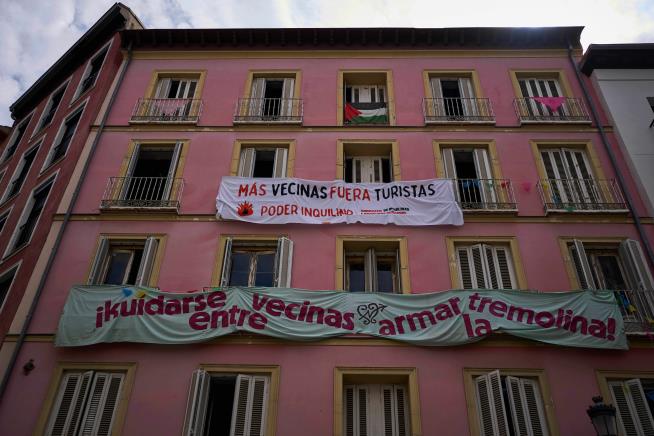 MÁS VECINAS FUERA TURISTAS
PODER INQUILINO
¡KUIDARSE
entre vecinas
armar la tremolina!